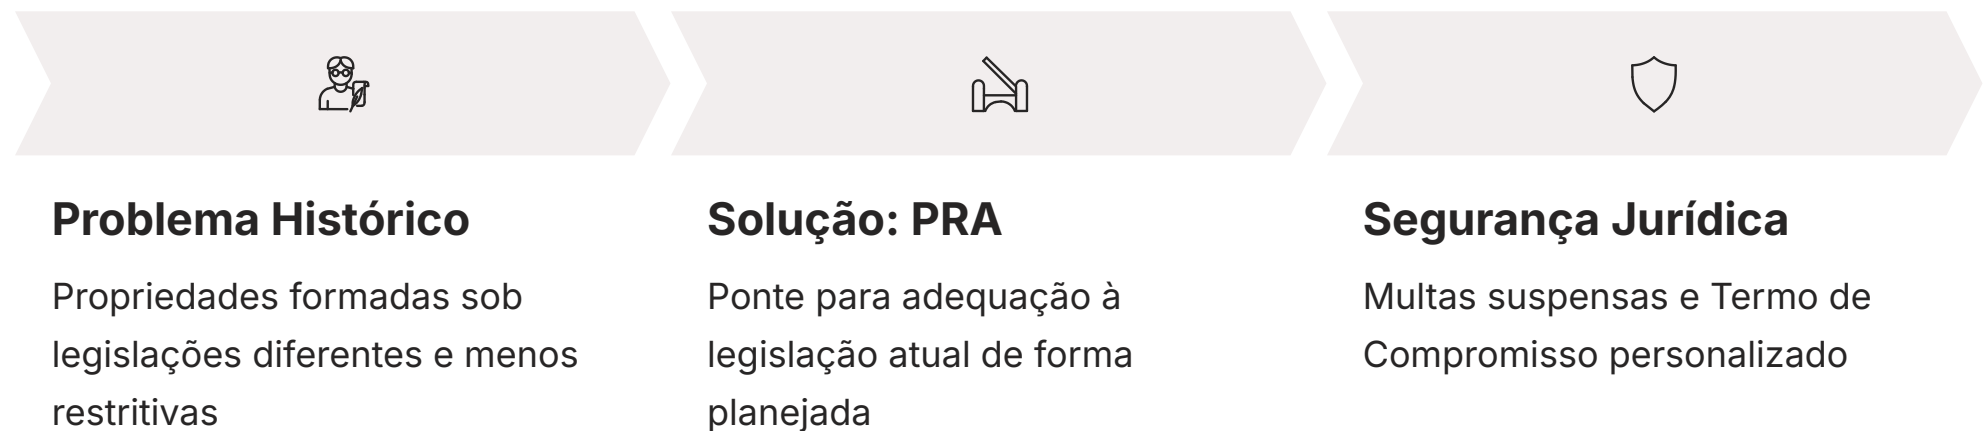 Problema Histórico
Propriedades formadas sob
legislações diferentes e menos
restritivas
Solução: PRA
Ponte para adequação à
legislação atual de forma
planejada
Segurança Jurídica
Multas suspensas e Termo de
Compromisso personalizado